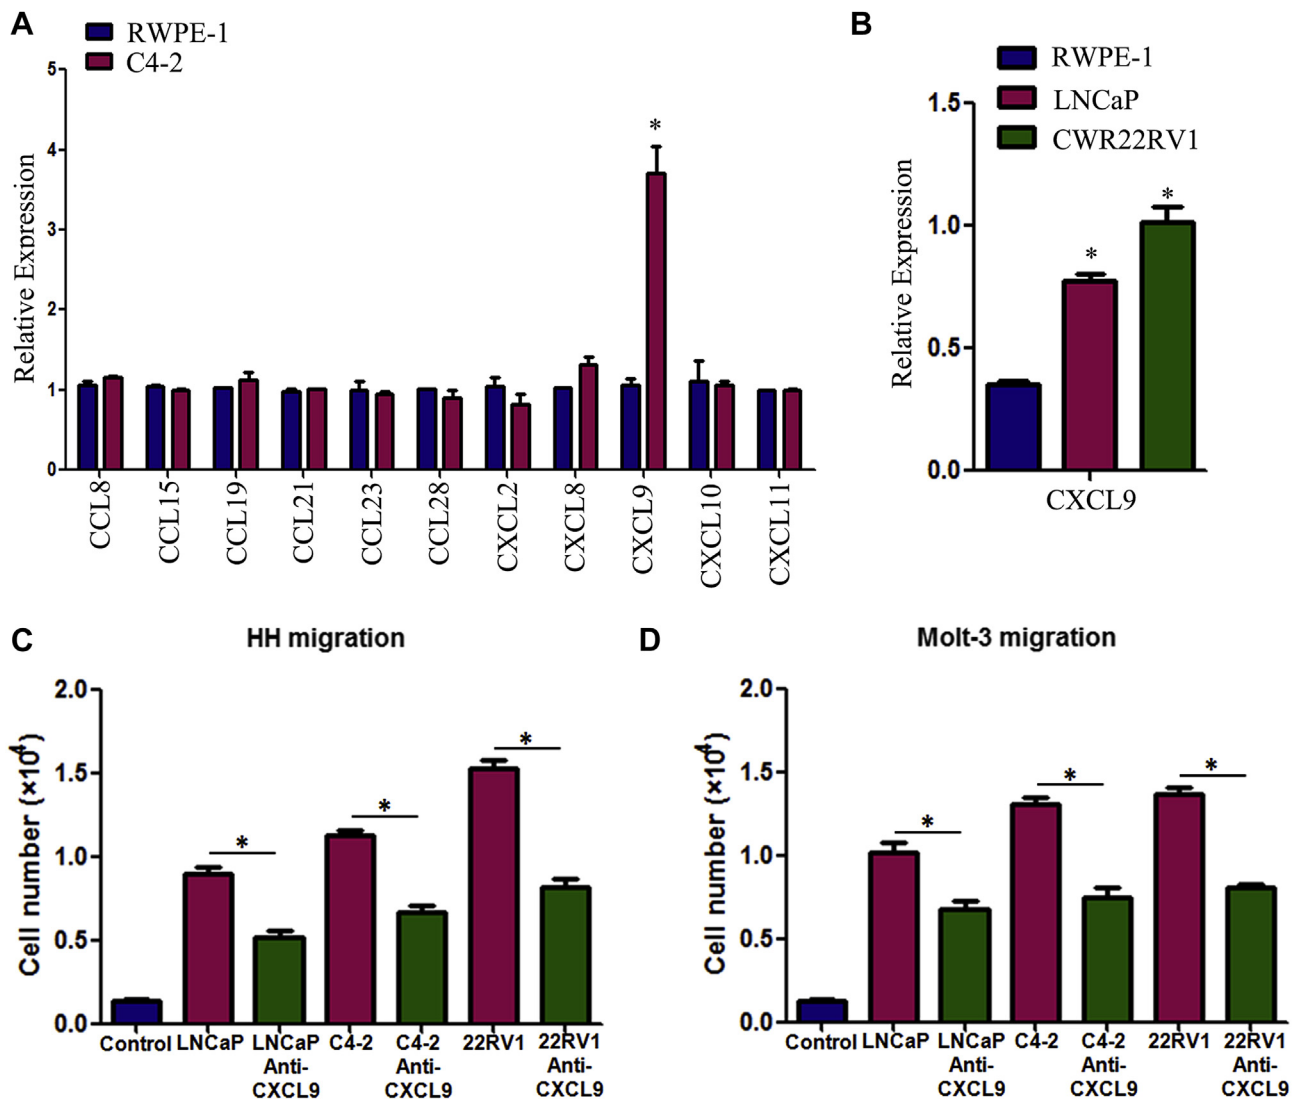 A
RWPE-1
C4-2
5
4
3
2
1
0
Relative Expression
*
CCL8
CCL15
CCL19
CCL21
CCL23
CCL28
CXCL2
CXCL8
CXCL9
CXCL10
CXCL11
B
RWPE-1
LNCaP
CWR22RV1
1.5
1.0
0.5
0.0
Relative Expression
*
*
CXCL9
C
HH migration
2.0
1.5
1.0
0.5
0.0
Cell number (×10⁴)
*
*
*
Control
LNCaP
LNCaP
Anti-
CXCL9
C4-2
C4-2
Anti-
CXCL9
22RV1
22RV1
Anti-
CXCL9
D
Molt-3 migration
2.0
1.5
1.0
0.5
0.0
Cell number (×10⁴)
*
*
*
Control
LNCaP
LNCaP
Anti-
CXCL9
C4-2
C4-2
Anti-
CXCL9
22RV1
22RV1
Anti-
CXCL9